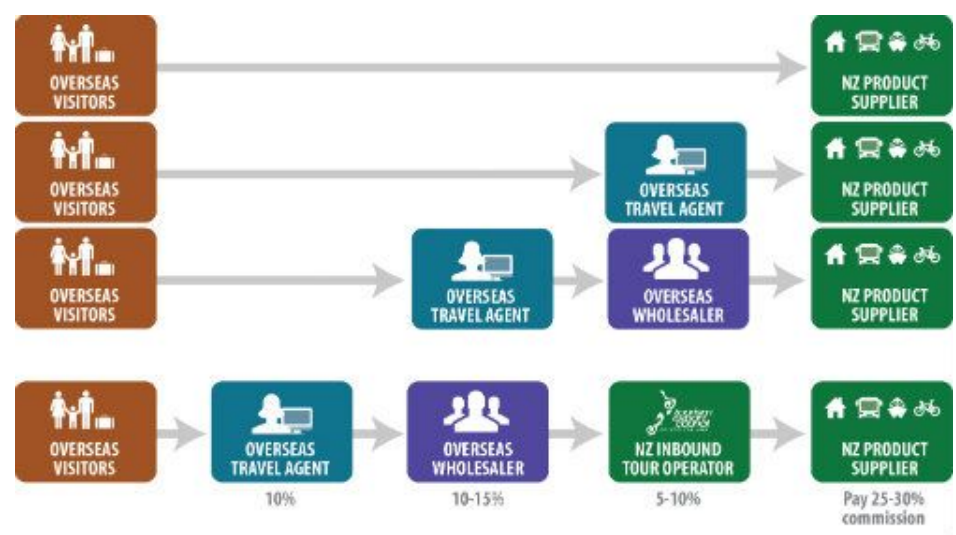 OVERSEAS
VISITORS
NZ PRODUCT
SUPPLIER
OVERSEAS
VISITORS
OVERSEAS
TRAVEL AGENT
NZ PRODUCT
SUPPLIER
OVERSEAS
VISITORS
OVERSEAS
TRAVEL AGENT
OVERSEAS
WHOLESALER
NZ PRODUCT
SUPPLIER
OVERSEAS
VISITORS
OVERSEAS
TRAVEL AGENT
10%
OVERSEAS
WHOLESALER
10-15%
NZ INBOUND
TOUR OPERATOR
5-10%
NZ PRODUCT
SUPPLIER
Pay 25-30%
commission